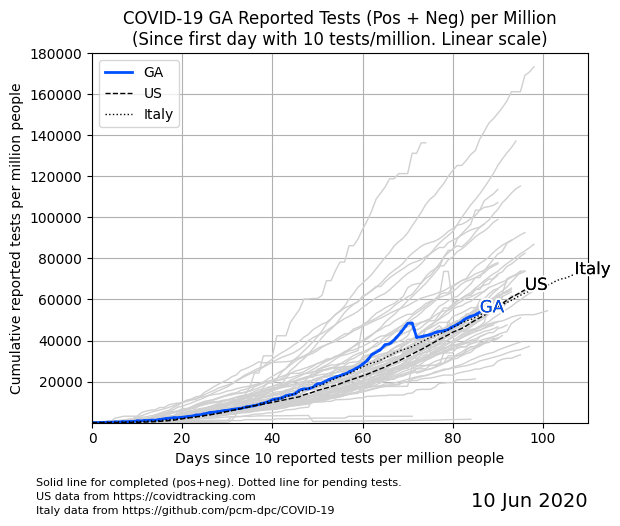 COVID-19 GA Reported Tests (Pos + Neg) per Million
(Since first day with 10 tests/million. Linear scale)
Cumulative reported tests per million people
180000
160000
140000
120000
100000
80000
60000
40000
20000
GA
US
Italy
Italy
US
GA
0
20
40
60
80
100
Days since 10 reported tests per million people
Solid line for completed (pos+neg). Dotted line for pending tests.
US data from https://covidtracking.com
Italy data from https://github.com/pcm-dpc/COVID-19
10 Jun 2020